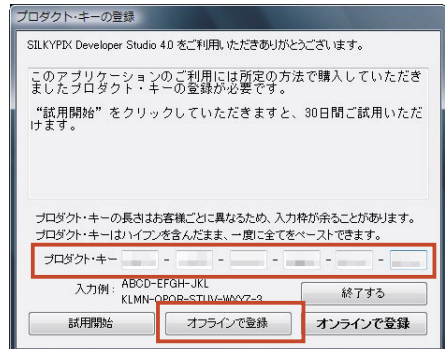 プロダクト・キーの登録
SILKYPIX Developer Studio 4.0 をご利用いただきありがとうございます。
このアプリケーションのご利用には所定の方法で購入していただき
ましたプロダクト・キーの登録が必要です。
“試用開始”をクリックしていただきますと、30日間ご試用いただ
けます。
プロダクト・キーの長さはお客様ごとに異なるため、入力枠が余ることがあります。
プロダクト・キーはハイフンを含んだまま、一度に全てをペーストできます。
プロダクト・キー - - - - - -
入力例: ABCD-EFGH-JKL
KLMN-OPQR-STUV-WXYZ-3
終了する
試用開始 オフラインで登録 オンラインで登録